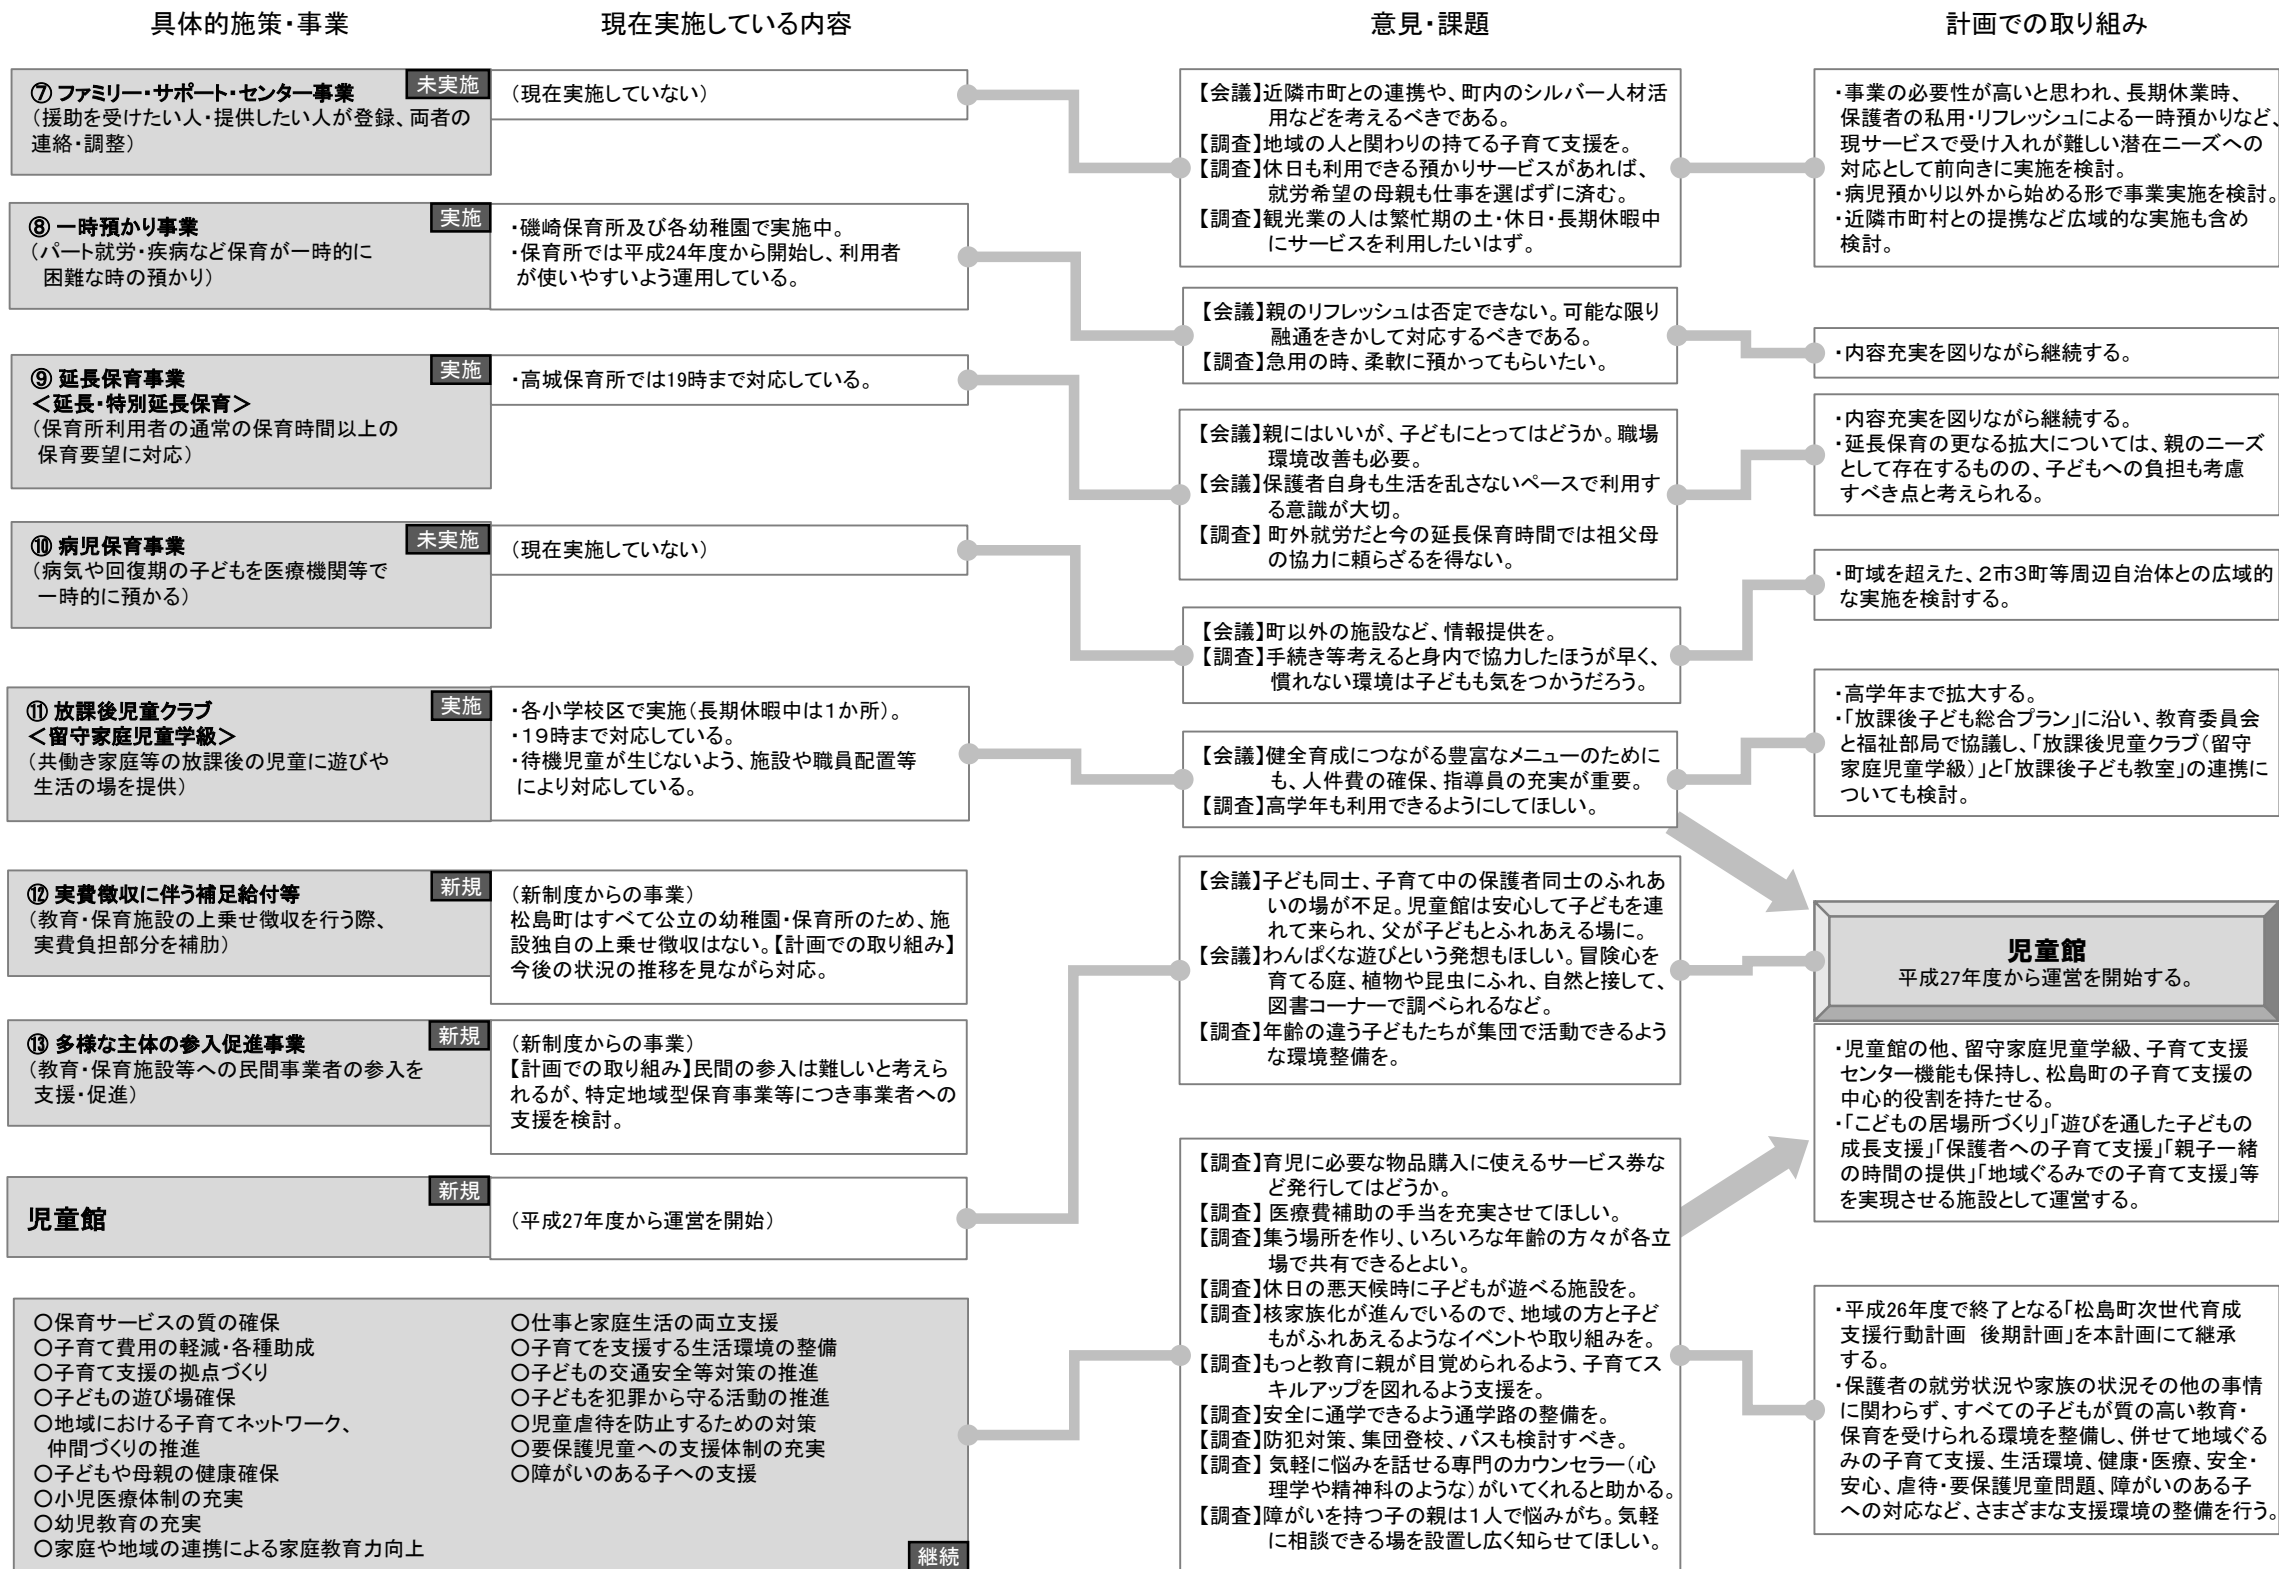 具体的施策・事業
現在実施している内容
意見・課題
計画での取り組み
⑦ ファミリー・サポート・センター事業
未実施
（援助を受けたい人・提供したい人が登録、両者の
連絡・調整）
（現在実施していない）
【会議】近隣市町との連携や、町内のシルバー人材活
用などを考えるべきである。
【調査】地域の人と関わりの持てる子育て支援を。
【調査】休日も利用できる預かりサービスがあれば、
就労希望の母親も仕事を選ばずに済む。
【調査】観光業の人は繁忙期の土・休日・長期休暇中
にサービスを利用したいはず。
・事業の必要性が高いと思われ、長期休業時、
保護者の私用・リフレッシュによる一時預かりなど、
現サービスで受け入れが難しい潜在ニーズへの
対応として前向きに実施を検討。
・病児預かり以外から始める形で事業実施を検討。
・近隣市町村との提携など広域的な実施も含め
検討。
⑧ 一時預かり事業
実施
（パート就労・疾病など保育が一時的に
困難な時の預かり）
・磯崎保育所及び各幼稚園で実施中。
・保育所では平成24年度から開始し、利用者
が使いやすいよう運用している。
【会議】親のリフレッシュは否定できない。可能な限り
融通をきかして対応するべきである。
【調査】急用の時、柔軟に預かってもらいたい。
・内容充実を図りながら継続する。
⑨ 延長保育事業
実施
＜延長・特別延長保育＞
（保育所利用者の通常の保育時間以上の
保育要望に対応）
・高城保育所では19時まで対応している。
【会議】親にはいいが、子どもにとってはどうか。職場
環境改善も必要。
【会議】保護者自身も生活を乱さないペースで利用す
る意識が大切。
【調査】 町外就労だと今の延長保育時間では祖父母
の協力に頼らざるを得ない。
・内容充実を図りながら継続する。
・延長保育の更なる拡大については、親のニーズ
として存在するものの、子どもへの負担も考慮
すべき点と考えられる。
⑩ 病児保育事業
未実施
（病気や回復期の子どもを医療機関等で
一時的に預かる）
（現在実施していない）
【会議】町以外の施設など、情報提供を。
【調査】手続き等考えると身内で協力したほうが早く、
慣れない環境は子どもも気をつかうだろう。
・町域を超えた、２市３町等周辺自治体との広域的
な実施を検討する。
⑪ 放課後児童クラブ
実施
＜留守家庭児童学級＞
（共働き家庭等の放課後の児童に遊びや
生活の場を提供）
・各小学校区で実施（長期休暇中は１か所）。
・１９時まで対応している。
・待機児童が生じないよう、施設や職員配置等
により対応している。
【会議】健全育成につながる豊富なメニューのために
も、人件費の確保、指導員の充実が重要。
【調査】高学年も利用できるようにしてほしい。
・高学年まで拡大する。
・「放課後子ども総合プラン」に沿い、教育委員会
と福祉部局で協議し、「放課後児童クラブ（留守
家庭児童学級）」と「放課後子ども教室」の連携に
ついても検討。
⑫ 実費徴収に伴う補足給付等
新規
（教育・保育施設の上乗せ徴収を行う際、
実費負担部分を補助）
（新制度からの事業）
松島町はすべて公立の幼稚園・保育所のため、施
設独自の上乗せ徴収はない。【計画での取り組み】
今後の状況の推移を見ながら対応。
⑬ 多様な主体の参入促進事業
新規
（教育・保育施設等への民間事業者の参入を
支援・促進）
（新制度からの事業）
【計画での取り組み】民間の参入は難しいと考えら
れるが、特定地域型保育事業等につき事業者への
支援を検討。
児童館
新規
（平成27年度から運営を開始）
【会議】子ども同士、子育て中の保護者同士のふれあ
いの場が不足。児童館は安心して子どもを連
れて来られ、父が子どもとふれあえる場に。
【会議】わんぱくな遊びという発想もほしい。冒険心を
育てる庭、植物や昆虫にふれ、自然と接して、
図書コーナーで調べられるなど。
【調査】年齢の違う子どもたちが集団で活動できるよう
な環境整備を。
児童館
平成27年度から運営を開始する。
・児童館の他、留守家庭児童学級、子育て支援
センター機能も保持し、松島町の子育て支援の
中心的役割を持たせる。
・「こどもの居場所づくり」「遊びを通した子どもの
成長支援」「保護者への子育て支援」「親子一緒
の時間の提供」「地域ぐるみでの子育て支援」等
を実現させる施設として運営する。
○保育サービスの質の確保
○子育て費用の軽減・各種助成
○子育て支援の拠点づくり
○子どもの遊び場確保
○地域における子育てネットワーク、
仲間づくりの推進
○子どもや母親の健康確保
○小児医療体制の充実
○幼児教育の充実
○家庭や地域の連携による家庭教育力向上
○仕事と家庭生活の両立支援
○子育てを支援する生活環境の整備
○子どもの交通安全等対策の推進
○子どもを犯罪から守る活動の推進
○児童虐待を防止するための対策
○要保護児童への支援体制の充実
○障がいのある子への支援
継続
【調査】育児に必要な物品購入に使えるサービス券な
ど発行してはどうか。
【調査】 医療費補助の手当を充実させてほしい。
【調査】集う場所を作り、いろいろな年齢の方々が各立
場で共有できるとよい。
【調査】休日の悪天候時に子どもが遊べる施設を。
【調査】核家族化が進んでいるので、地域の方と子ど
もがふれあえるようなイベントや取り組みを。
【調査】もっと教育に親が目覚められるよう、子育てス
キルアップを図れるよう支援を。
【調査】安全に通学できるよう通学路の整備を。
【調査】防犯対策、集団登校、バスも検討すべき。
【調査】 気軽に悩みを話せる専門のカウンセラー（心
理学や精神科のような）がいてくれると助かる。
【調査】障がいを持つ子の親は１人で悩みがち。気軽
に相談できる場を設置し広く知らせてほしい。
・平成26年度で終了となる「松島町次世代育成
支援行動計画 後期計画」を本計画にて継承
する。
・保護者の就労状況や家族の状況その他の事情
に関わらず、すべての子どもが質の高い教育・
保育を受けられる環境を整備し、併せて地域ぐる
みの子育て支援、生活環境、健康・医療、安全・
安心、虐待・要保護児童問題、障がいのある子
への対応など、さまざまな支援環境の整備を行う。